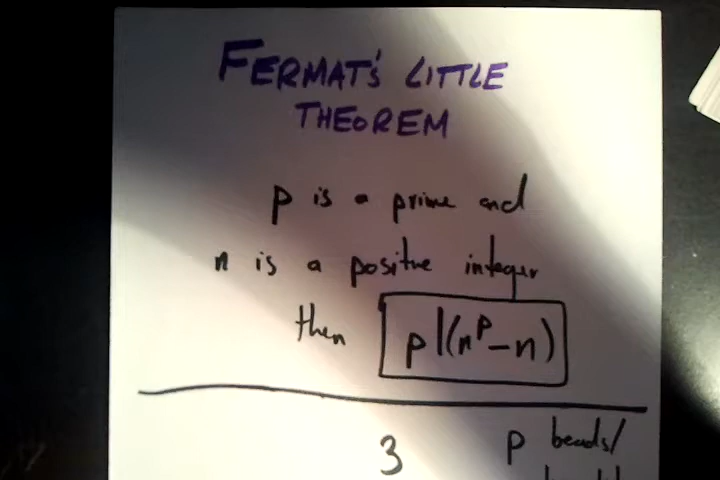 FERMAT'S LITTLE
THEOREM
p is a prime and
n is a positive integer
then p|(n^p-n)
3 p beads/